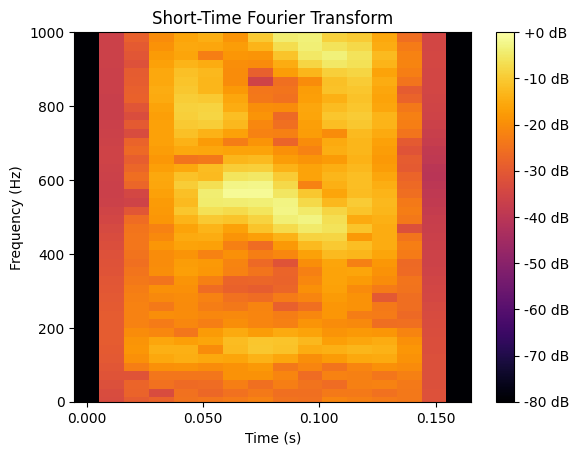 Short-Time Fourier Transform
Frequency (Hz)
1000
800
600
400
200
0
0.000
0.050
0.100
0.150
Time (s)
+0 dB
-10 dB
-20 dB
-30 dB
-40 dB
-50 dB
-60 dB
-70 dB
-80 dB